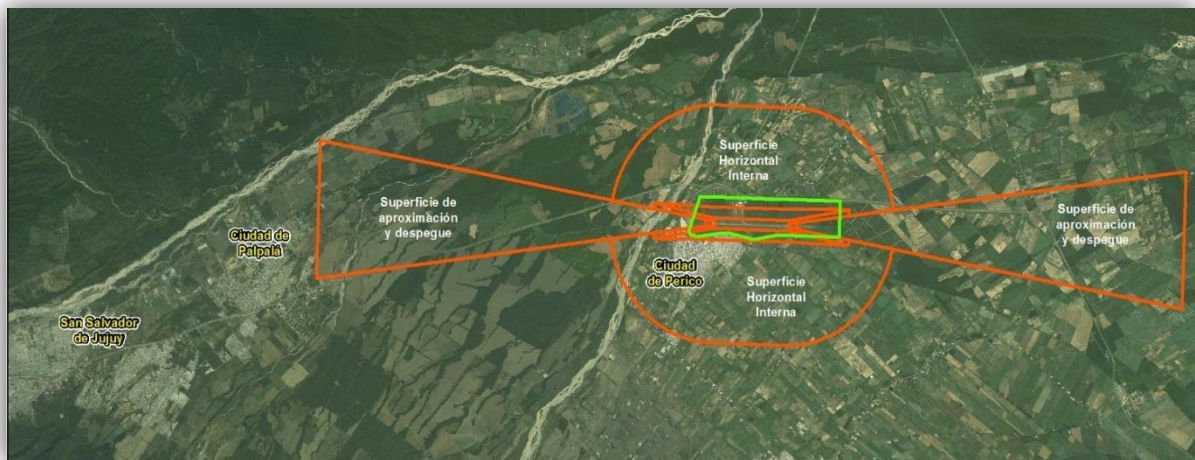 Superficie
Horizontal
Interna
Superficie de
aproximación
y despegue
Superficie de
aproximación
y despegue
Ciudad de
Palpalá
Ciudad
de Perico
Superficie
Horizontal
Interna
San Salvador
de Jujuy